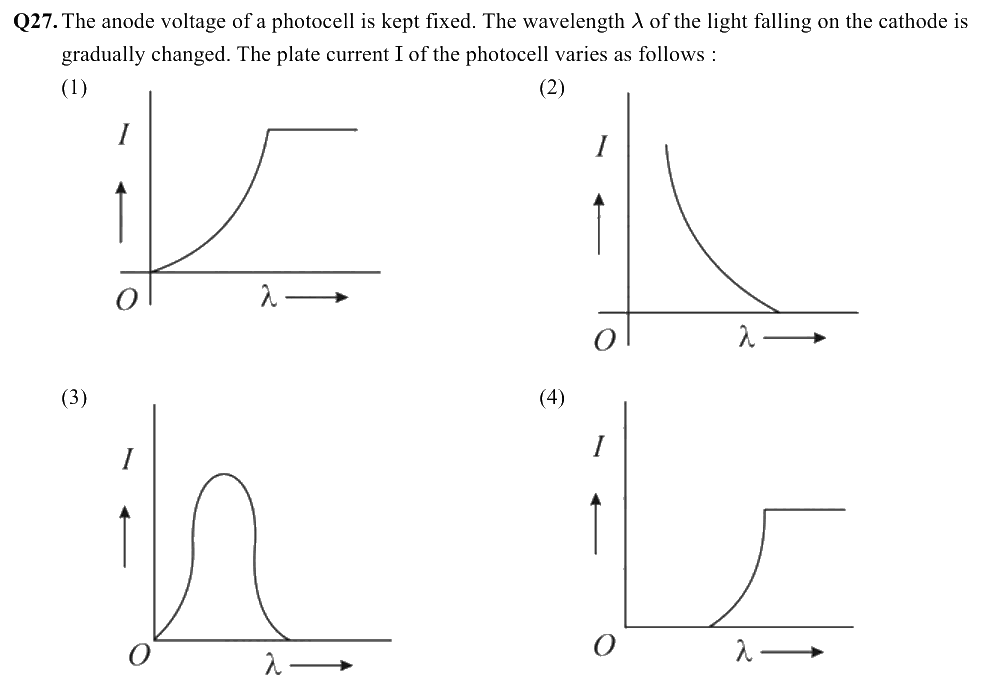 Q27. The anode voltage of a photocell is kept fixed. The wavelength λ of the light falling on the cathode is
gradually changed. The plate current I of the photocell varies as follows :
(1)
I
O
λ
(2)
I
O
λ
(3)
I
O
λ
(4)
I
O
λ